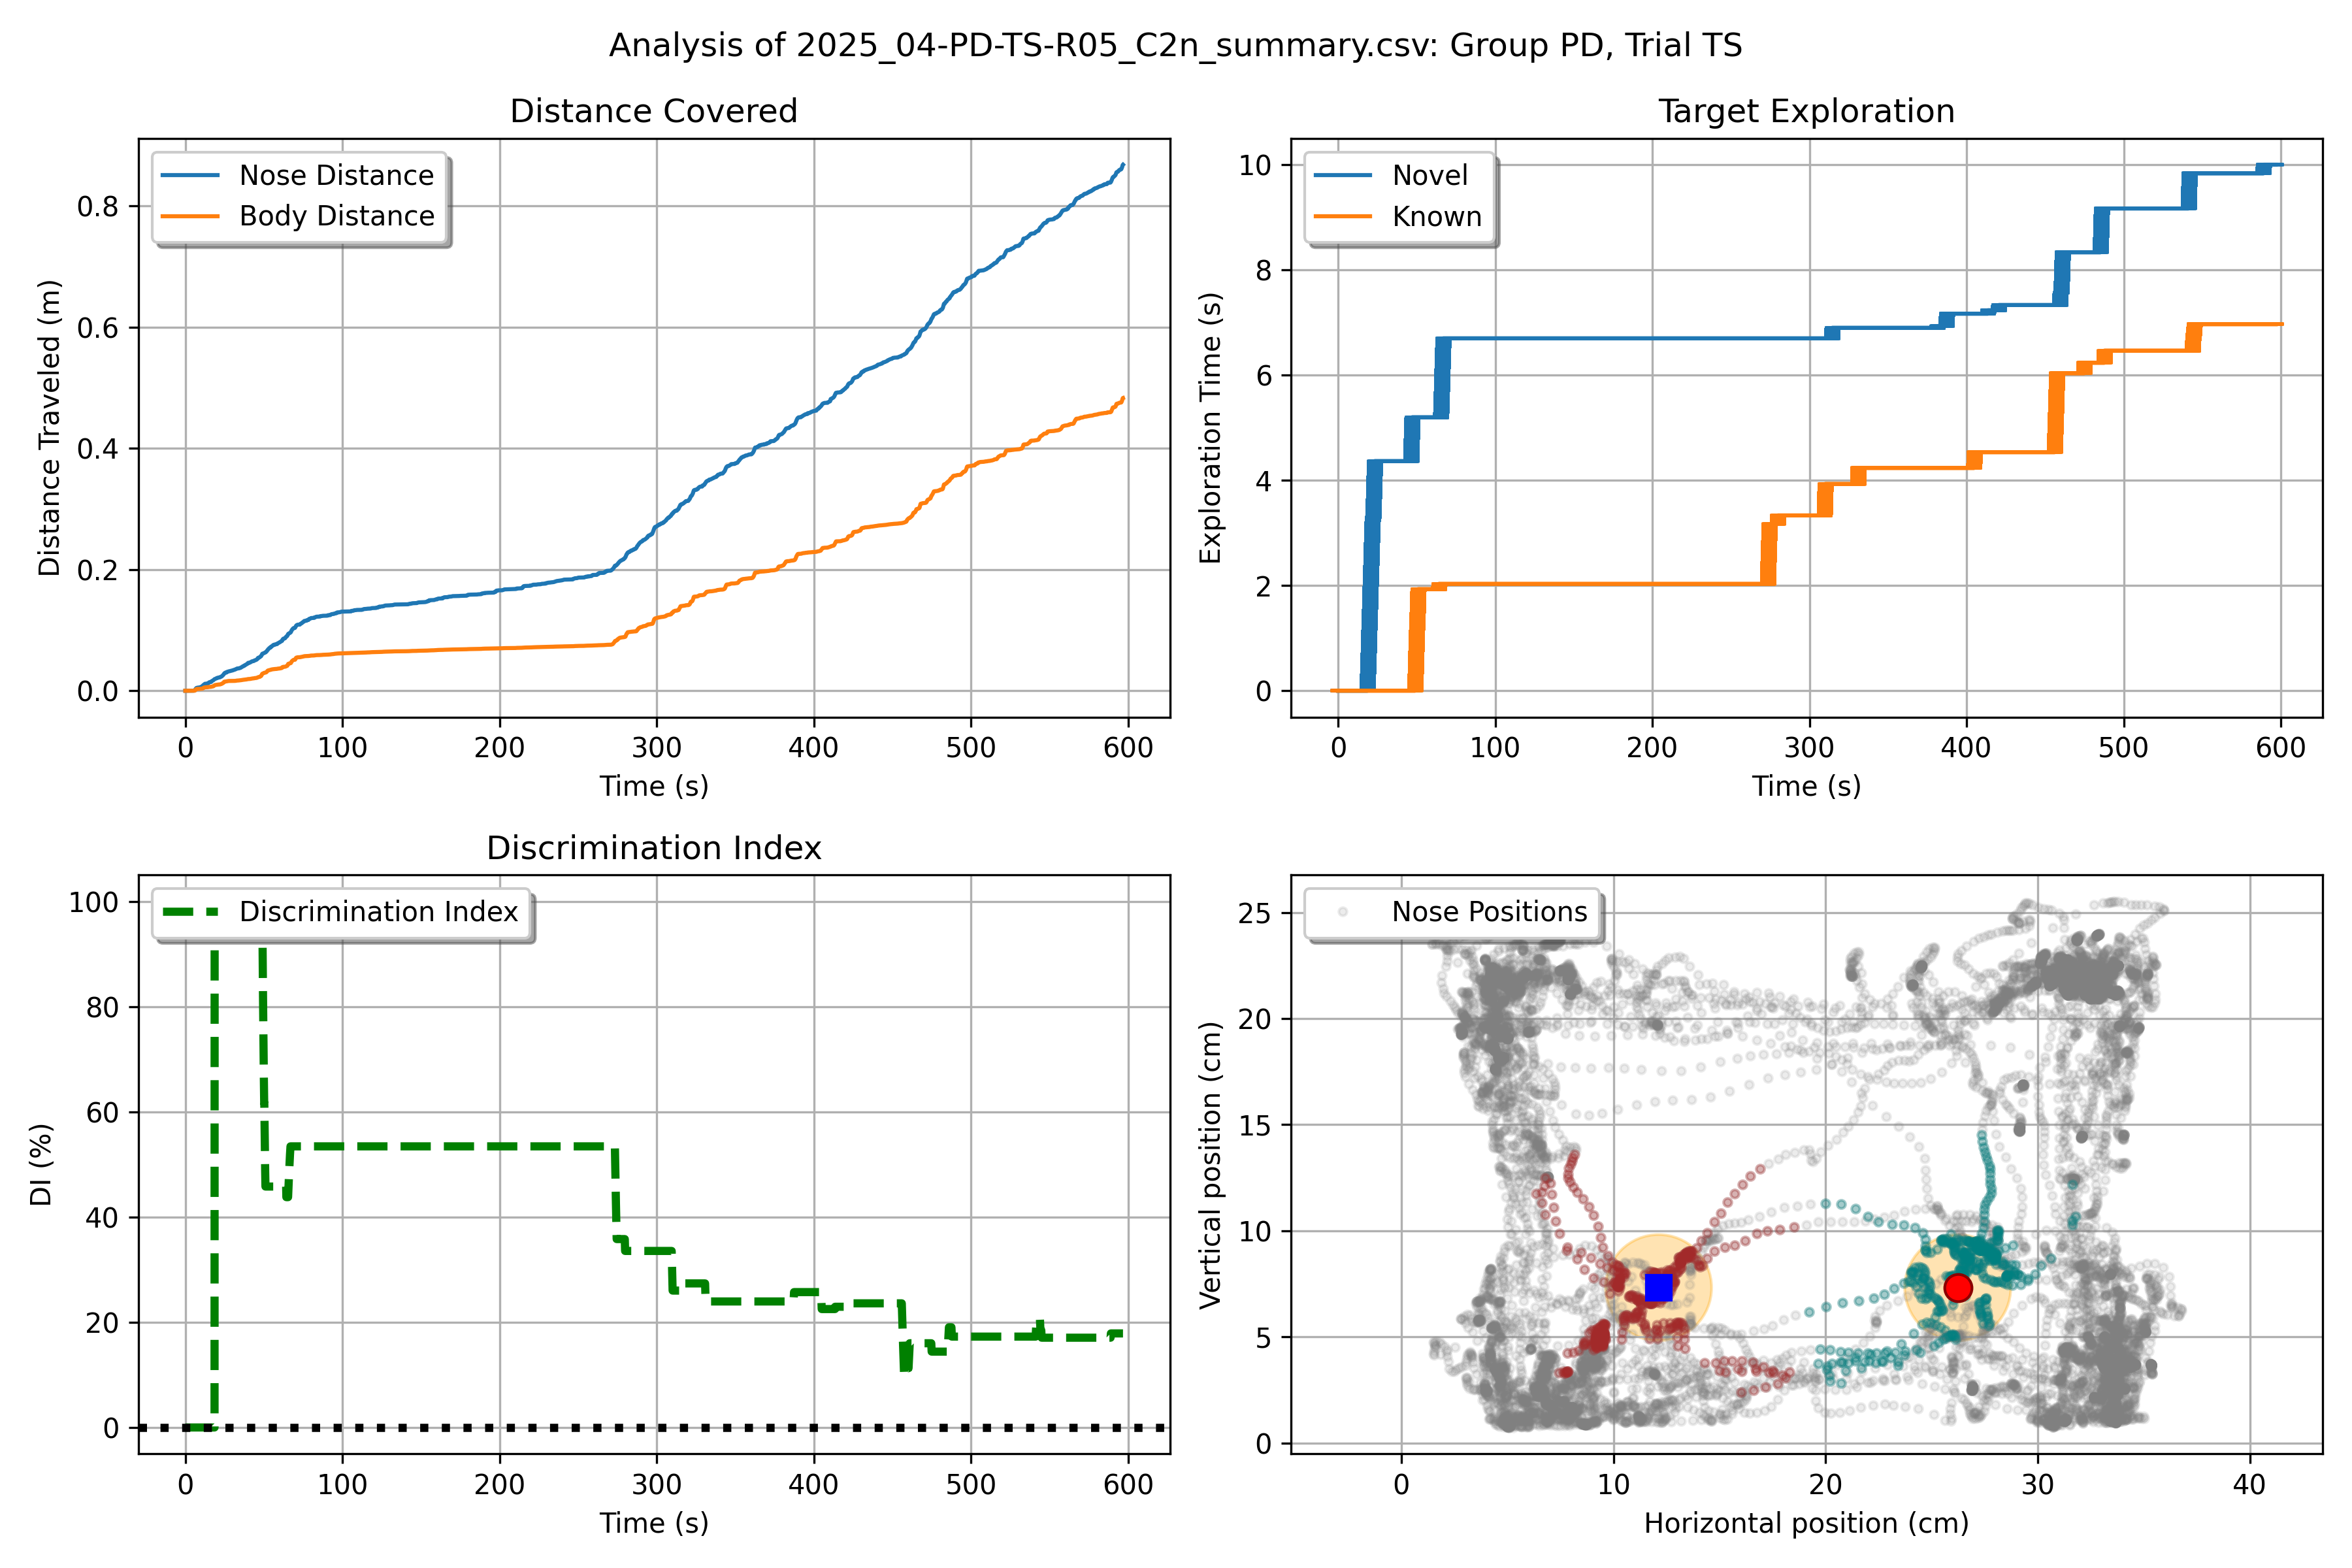 Analysis of 2025_04-PD-TS-R05_C2n_summary.csv: Group PD, Trial TS
Distance Covered
Nose Distance
Body Distance
Distance Traveled (m)
0.0
0.2
0.4
0.6
0.8
0 100 200 300 400 500 600
Time (s)
Target Exploration
Novel
Known
Exploration Time (s)
0
2
4
6
8
10
0 100 200 300 400 500 600
Time (s)
Discrimination Index
Discrimination Index
DI (%)
0
20
40
60
80
100
0 100 200 300 400 500 600
Time (s)
Nose Positions
Vertical position (cm)
0
5
10
15
20
25
0 10 20 30 40
Horizontal position (cm)